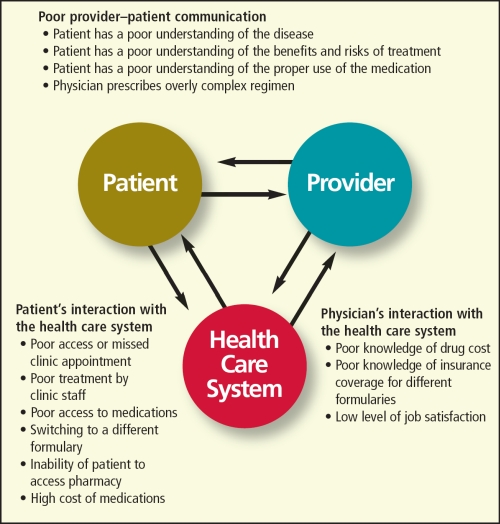 Poor provider–patient communication
• Patient has a poor understanding of the disease
• Patient has a poor understanding of the benefits and risks of treatment
• Patient has a poor understanding of the proper use of the medication
• Physician prescribes overly complex regimen
Patient
Provider
Health
Care
System
Patient's interaction with
the health care system
• Poor access or missed
clinic appointment
• Poor treatment by
clinic staff
• Poor access to medications
• Switching to a different
formulary
• Inability of patient to
access pharmacy
• High cost of medications
Physician's interaction with
the health care system
• Poor knowledge of drug cost
• Poor knowledge of insurance
coverage for different
formularies
• Low level of job satisfaction